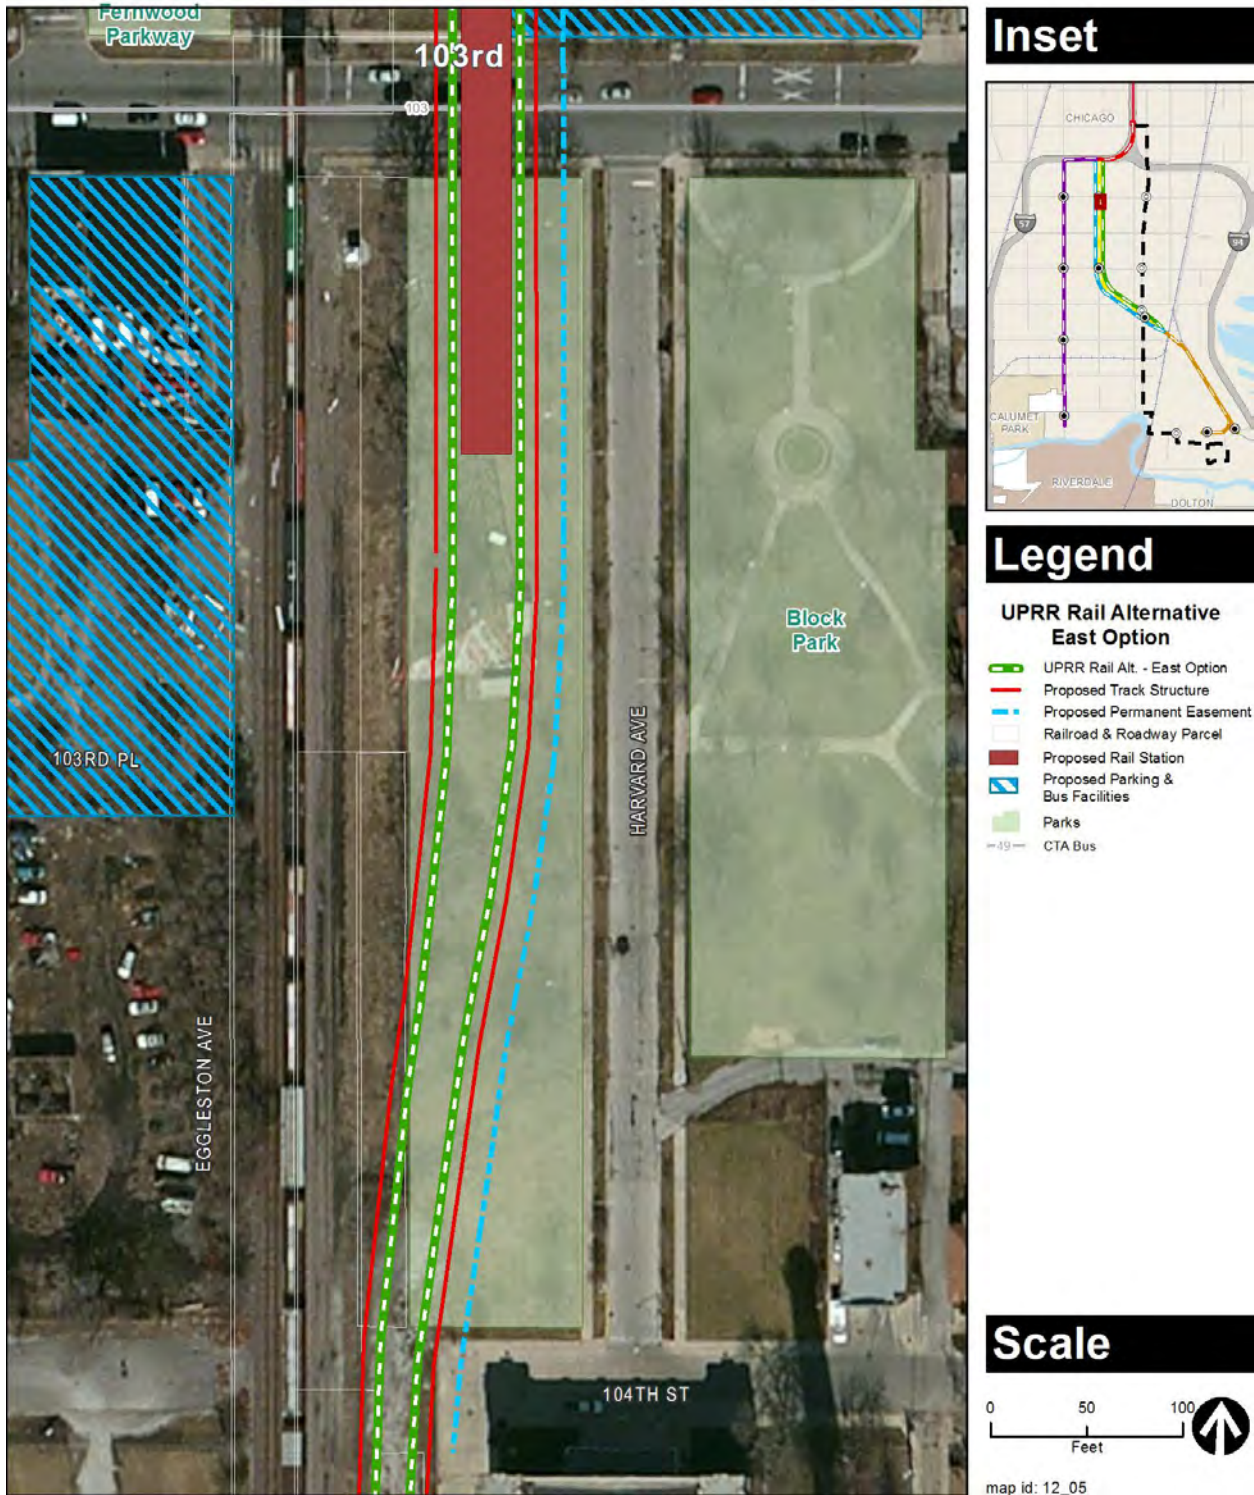 Fernwood
Parkway
103rd
103
103RD PL
EGGLESTON AVE
HARVARD AVE
Block
Park
104TH ST
Inset
CHICAGO
57
94
CALUMET
PARK
RIVERDALE
DOLTON
Legend
UPRR Rail Alternative
East Option
UPRR Rail Alt. - East Option
Proposed Track Structure
Proposed Permanent Easement
Railroad & Roadway Parcel
Proposed Rail Station
Proposed Parking &
Bus Facilities
Parks
49 CTA Bus
Scale
0 50 100
Feet
map id: 12_05